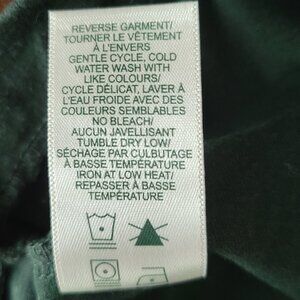 REVERSE GARMENT/
TOURNER LE VÊTEMENT
À L'ENVERS
GENTLE CYCLE, COLD
WATER WASH WITH
LIKE COLOURS/
CYCLE DÉLICAT, LAVER À
L'EAU FROIDE AVEC DES
COULEURS SEMBLABLES
NO BLEACH/
AUCUN JAVELLISANT
TUMBLE DRY LOW/
SÉCHAGE PAR CULBUTAGE
À BASSE TEMPÉRATURE
IRON AT LOW HEAT/
REPASSER À BASSE
TEMPÉRATURE